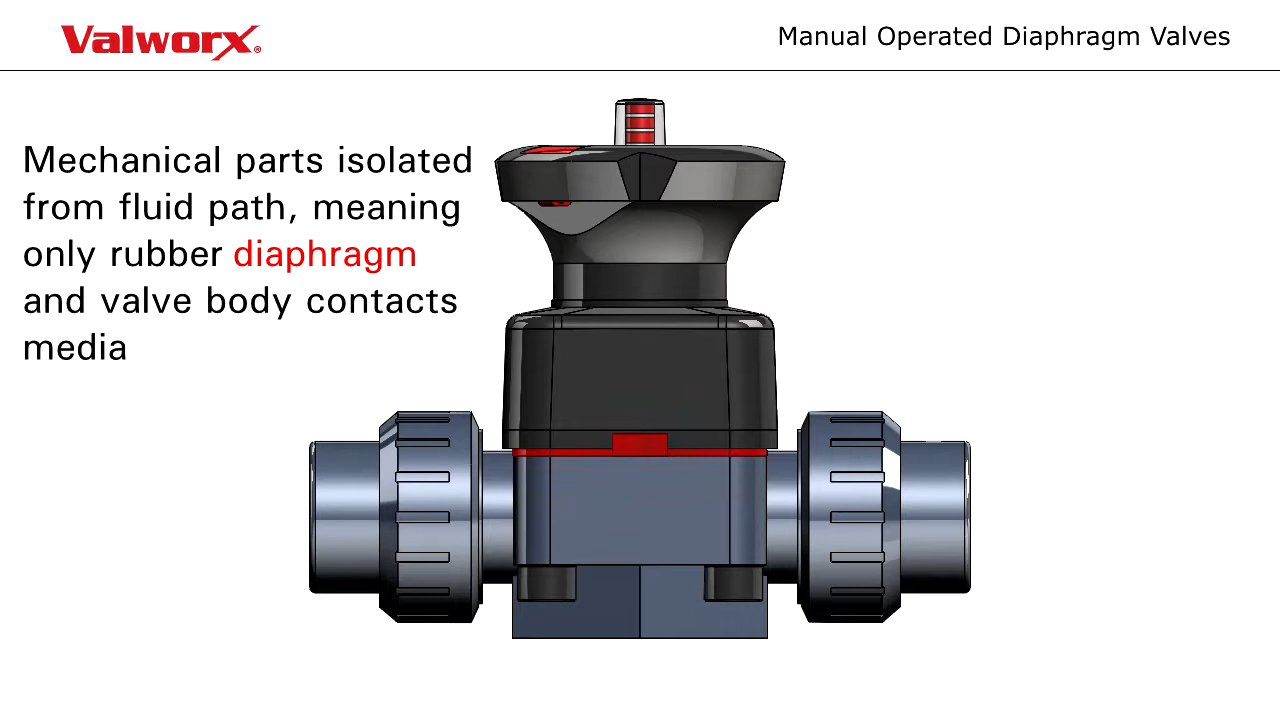 Valworx®
Manual Operated Diaphragm Valves
Mechanical parts isolated
from fluid path, meaning
only rubber diaphragm
and valve body contacts
media